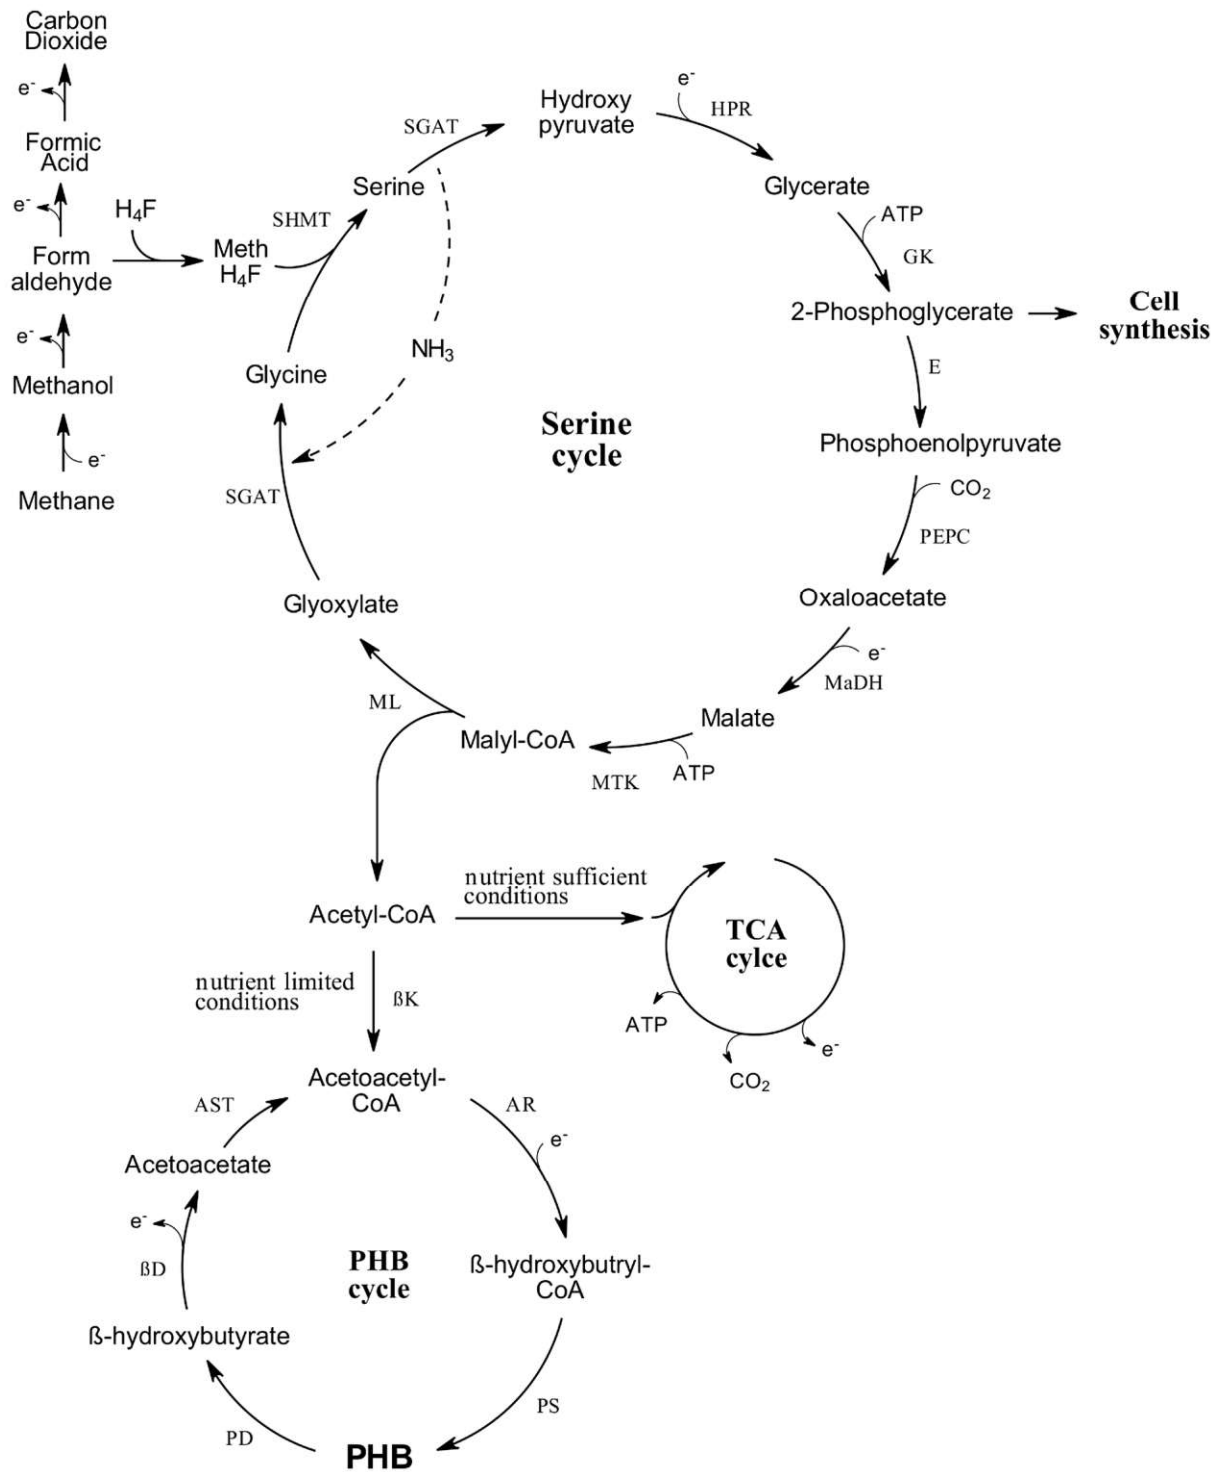 Carbon
Dioxide
e-
Formic
Acid
e-
Form
aldehyde
H4F
Meth
H4F
e-
Methanol
e-
Methane
SHMT
Serine
SGAT
Hydroxy
pyruvate
e-
HPR
Glycerate
ATP
GK
2-Phosphoglycerate
Cell
synthesis
E
Phosphoenolpyruvate
CO2
PEPC
Oxaloacetate
e-
MaDH
Malate
ATP
MTK
Malyl-CoA
ML
Glyoxylate
SGAT
Glycine
NH3
Serine
cycle
Acetyl-CoA
nutrient sufficient
conditions
TCA
cylce
ATP
CO2
e-
nutrient limited
conditions
ßK
Acetoacetyl-
CoA
AR
e-
ß-hydroxybutryl-
CoA
PS
PHB
PD
ß-hydroxybutyrate
ßD
e-
Acetoacetate
AST
PHB
cycle